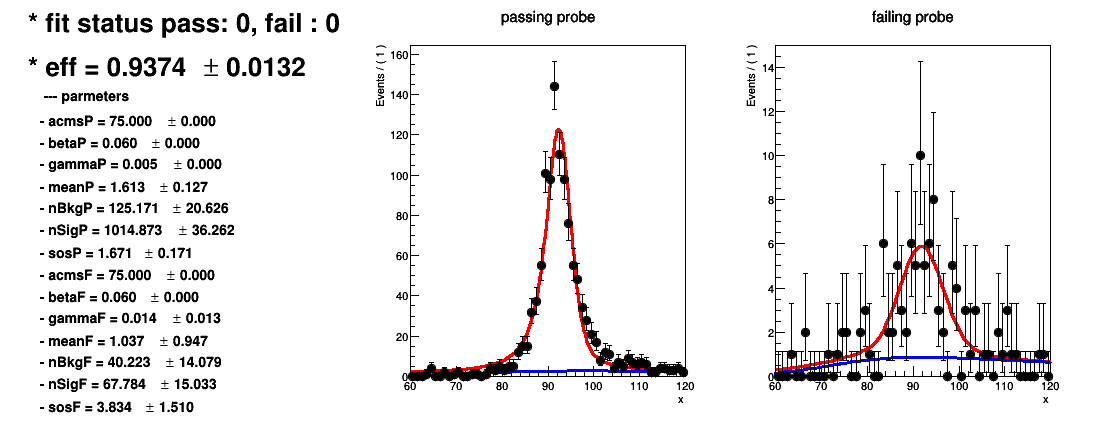 * fit status pass: 0, fail : 0
* eff = 0.9374 ± 0.0132
--- parmeters
- acmsP = 75.000 ± 0.000
- betaP = 0.060 ± 0.000
- gammaP = 0.005 ± 0.000
- meanP = 1.613 ± 0.127
- nBkgP = 125.171 ± 20.626
- nSigP = 1014.873 ± 36.262
- sosP = 1.671 ± 0.171
- acmsF = 75.000 ± 0.000
- betaF = 0.060 ± 0.000
- gammaF = 0.014 ± 0.013
- meanF = 1.037 ± 0.947
- nBkgF = 40.223 ± 14.079
- nSigF = 67.784 ± 15.033
- sosF = 3.834 ± 1.510
passing probe
Events / ( 1 )
160
140
120
100
80
60
40
20
0
60 70 80 90 100 110 120
x
failing probe
Events / ( 1 )
14
12
10
8
6
4
2
0
60 70 80 90 100 110 120
x